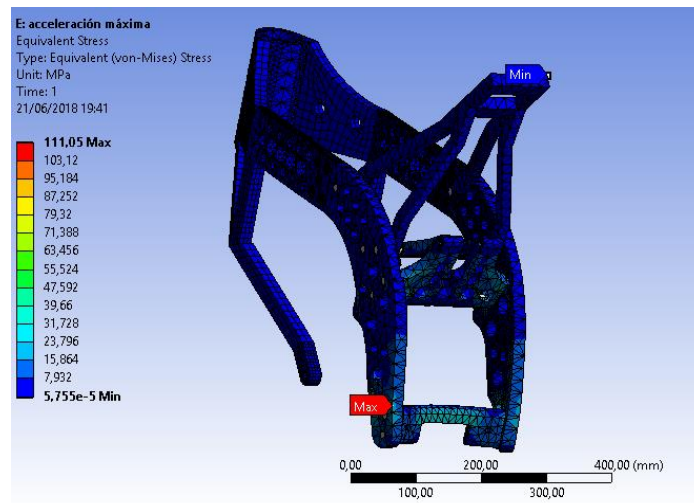 E: acceleración máxima
Equivalent Stress
Type: Equivalent (von-Mises) Stress
Unit: MPa
Time: 1
21/06/2018 19:41
111,05 Max
103,12
95,184
87,252
79,32
71,388
63,456
55,524
47,592
39,66
31,728
23,796
15,864
7,932
5,755e-5 Min
Min
Max
0,00 200,00 400,00 (mm)
100,00 300,00